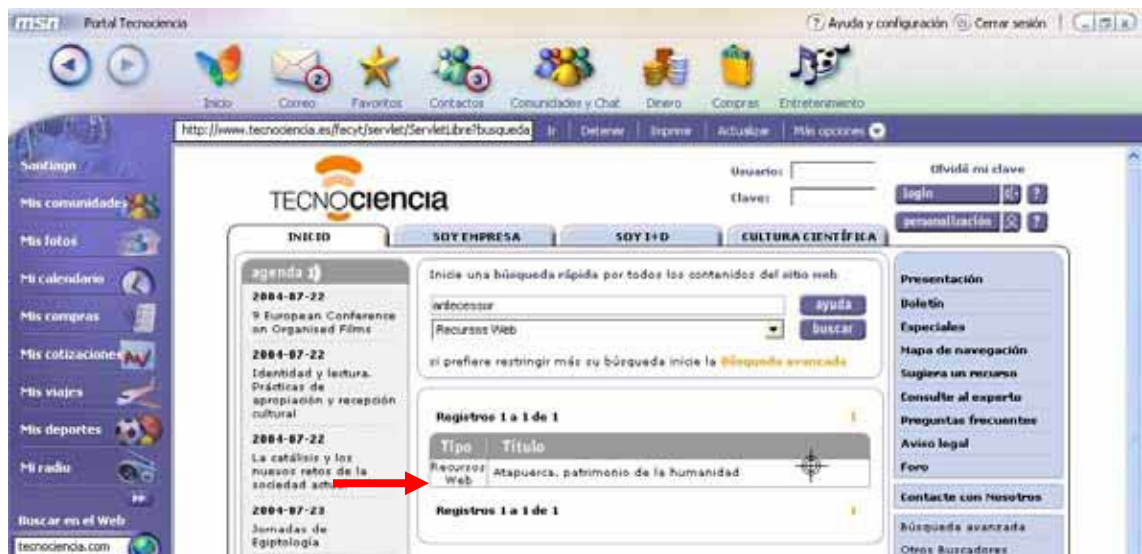 msn Portal Tecnociencia
Ayuda y configuración Cerrar sesión
2
3
Inicio Correo Favoritos Contactos Comunidades y Chat Dinero Compras Entretenimiento
http://www.tecnociencia.es/fecyt/servlet/ServletLibre?busqueda Ir Detener Imprimir Actualizar Más opciones
Santiago
Mis comunidades
Mis fotos
Mi calendario
Mis compras
Mis cotizaciones
Mis viajes
Mis deportes
Mi radio
Buscar en el Web
tecnociencia.com
TECNOciencia
Usuario:
Clave:
Olvidé mi clave
login ?
personalización ?
INICIO SOY EMPRESA SOY I+D CULTURA CIENTÍFICA
agenda
2004-07-22
9 European Conference
on Organised Films
2004-07-22
Identidad y lectura.
Prácticas de
apropiación y recepción
cultural
2004-07-22
La catálisis y los
nuevos retos de la
sociedad actual
2004-07-23
Jornadas de
Egiptología
Inicie una búsqueda rápida por todos los contenidos del sitio web
antecessor ayuda
Recursos Web buscar
si prefiere restringir más su búsqueda inicie la Búsqueda avanzada
Registros 1 a 1 de 1 1
Tipo Título
Recursos
Web
Atapuerca, patrimonio de la humanidad
Registros 1 a 1 de 1 1
Presentación
Boletín
Especiales
Mapa de navegación
Sugiera un recurso
Consulte al experto
Preguntas frecuentes
Aviso legal
Foro
Contacte con Nosotros
Búsqueda avanzada
Otros Buscadores